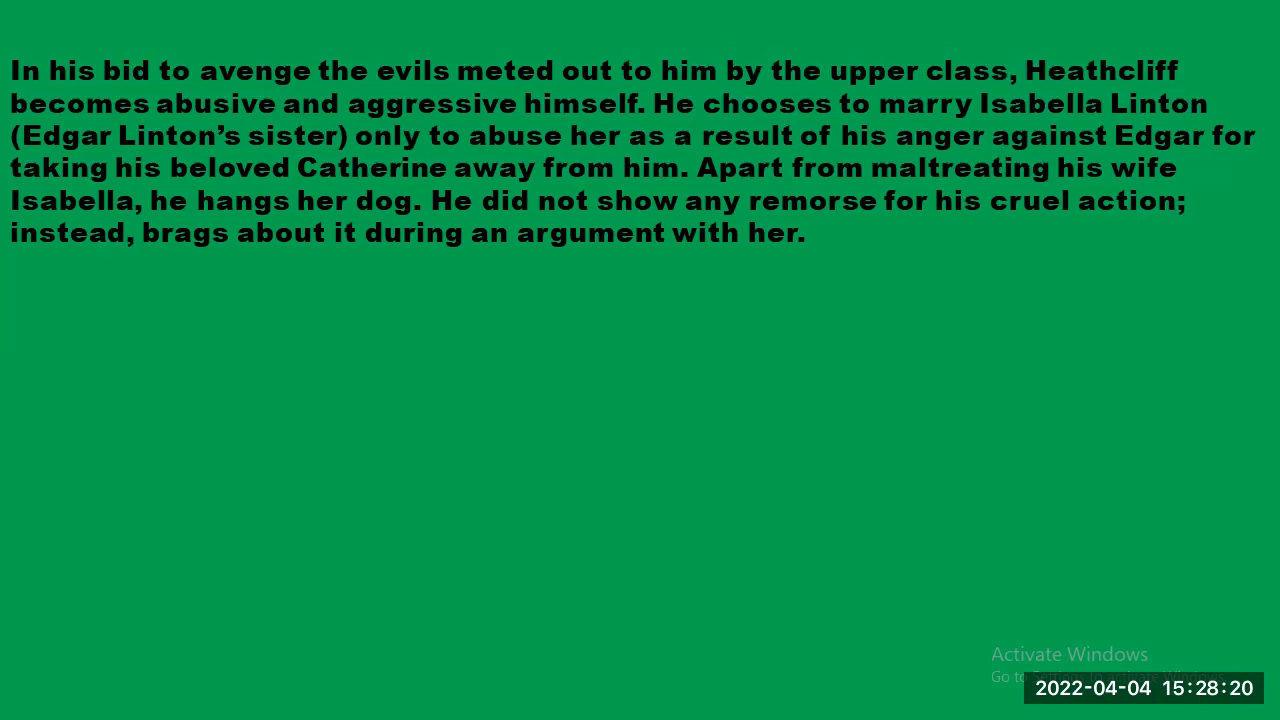 In his bid to avenge the evils meted out to him by the upper class, Heathcliff
becomes abusive and aggressive himself. He chooses to marry Isabella Linton
(Edgar Linton’s sister) only to abuse her as a result of his anger against Edgar for
taking his beloved Catherine away from him. Apart from maltreating his wife
Isabella, he hangs her dog. He did not show any remorse for his cruel action;
instead, brags about it during an argument with her.
Activate Windows
Go to
2022-04-04 15:28:20